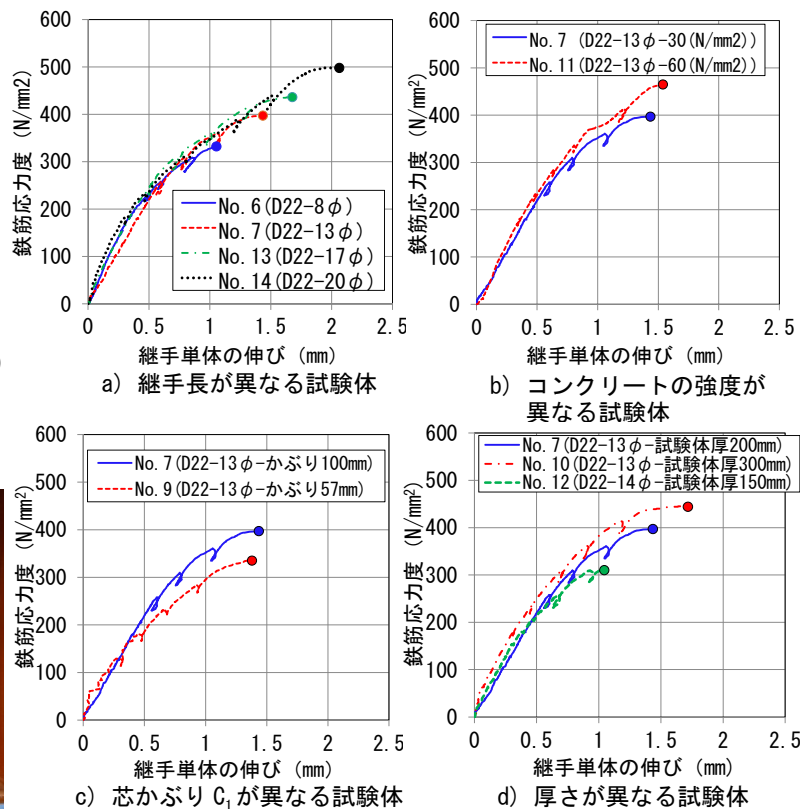 600
500
400
300
200
100
0
鉄筋応力度 (N/mm2)
No. 6(D22-8φ)
No. 7(D22-13φ)
No. 13(D22-17φ)
No. 14(D22-20φ)
0 0.5 1 1.5 2 2.5
継手単体の伸び (mm)
a) 継手長が異なる試験体
600
500
400
300
200
100
0
鉄筋応力度 (N/mm²)
No. 7 (D22-13φ-30(N/mm2))
No. 11(D22-13φ-60(N/mm2))
0 0.5 1 1.5 2 2.5
継手単体の伸び (mm)
b) コンクリートの強度が
異なる試験体
600
500
400
300
200
100
0
鉄筋応力度 (N/mm²)
No. 7(D22-13φ-かぶり100mm)
No. 9(D22-13φ-かぶり57mm)
0 0.5 1 1.5 2 2.5
継手単体の伸び (mm)
c) 芯かぶりC₁が異なる試験体
600
500
400
300
200
100
0
鉄筋応力度 (N/mm²)
No. 7(D22-13φ-試験体厚200mm)
No. 10(D22-13φ-試験体厚300mm)
No. 12(D22-14φ-試験体厚150mm)
0 0.5 1 1.5 2 2.5
継手単体の伸び (mm)
d) 厚さが異なる試験体